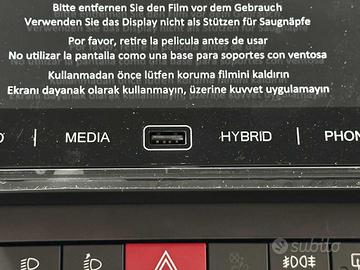 Bitte entfernen Sie den Film vor dem Gebrauch
Verwenden Sie das Display nicht als Stützen für Saugnäpfe
Por favor, retire la pelicula antes de usar
No utilizar la pantalla como una base para soportes con ventosa
Kullanmadan önce lütfen koruma filmini kaldırın
Ekranı dayanak olarak kullanmayın, üzerine kuvvet uygulamayın
MEDIA
HYBRID
PHON
subito